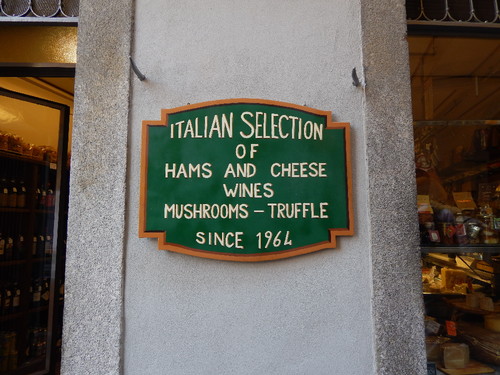 ITALIAN SELECTION
OF
HAMS AND CHEESE
WINES
MUSHROOMS - TRUFFLE
SINCE 1964